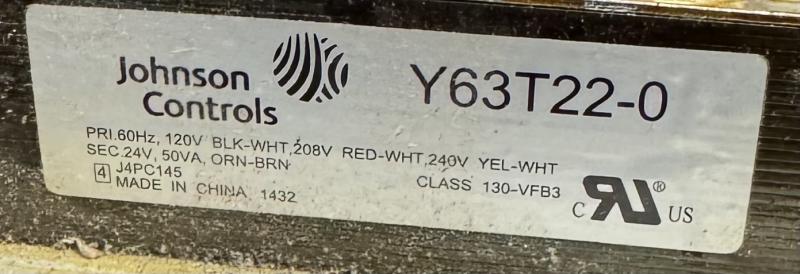 Johnson
Controls
Y63T22-0
PRI.60Hz, 120V BLK-WHT,208V RED-WHT,240V YEL-WHT
SEC.24V, 50VA, ORN-BRN
4 J4PC145
MADE IN CHINA 1432
CLASS 130-VFB3
c RU ® US